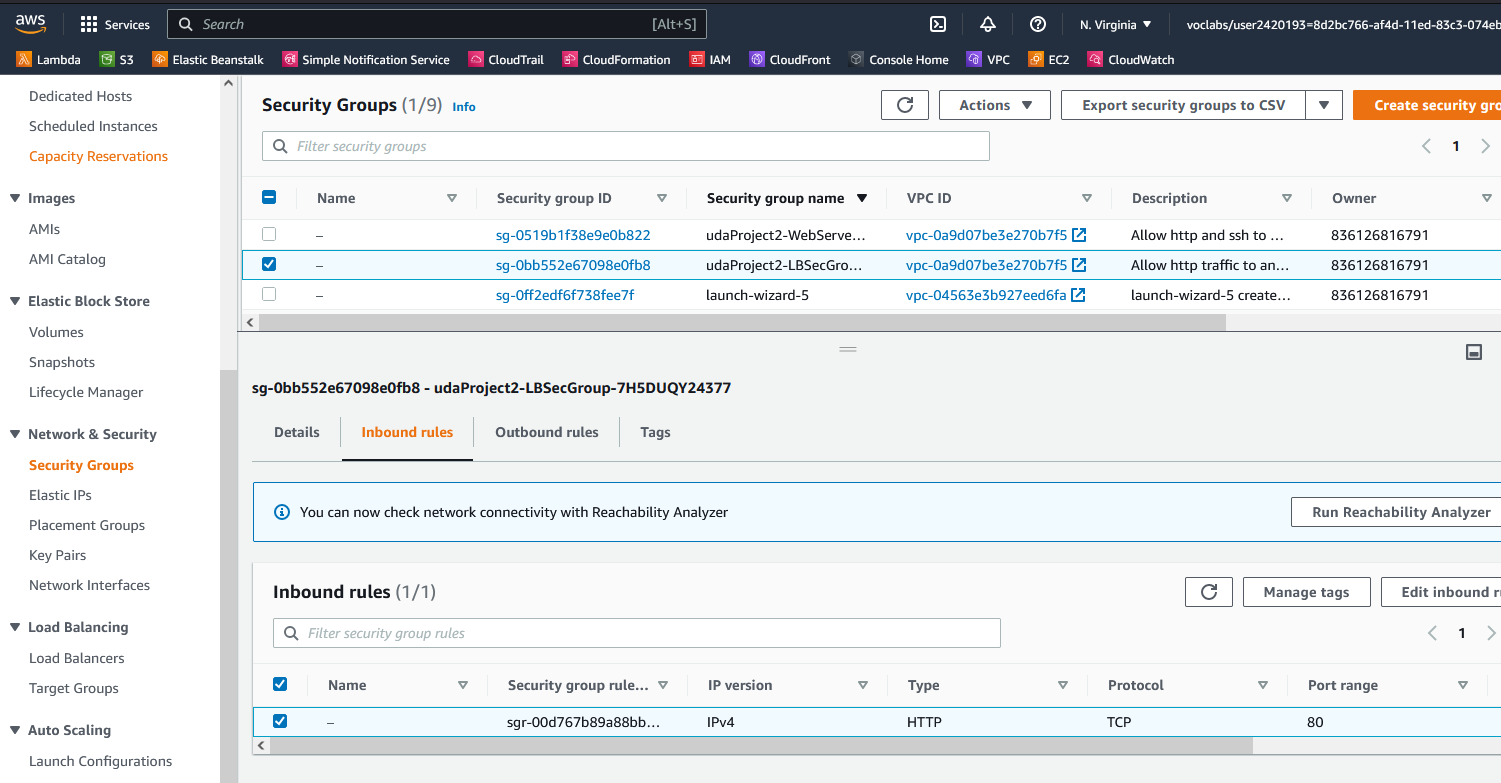 aws Services Search [Alt+S] N. Virginia voclabs/user2420193=8d2bc766-af4d-11ed-83c3-074eb
Lambda S3 Elastic Beanstalk Simple Notification Service CloudTrail CloudFormation IAM CloudFront Console Home VPC EC2 CloudWatch
Dedicated Hosts
Scheduled Instances
Capacity Reservations
Images
AMIs
AMI Catalog
Elastic Block Store
Volumes
Snapshots
Lifecycle Manager
Network & Security
Security Groups
Elastic IPs
Placement Groups
Key Pairs
Network Interfaces
Load Balancing
Load Balancers
Target Groups
Auto Scaling
Launch Configurations
Security Groups (1/9) Info Actions Export security groups to CSV Create security gro
Filter security groups 1
Name Security group ID Security group name VPC ID Description Owner
– sg-0519b1f38e9e0b822 udaProject2-WebServe... vpc-0a9d07be3e270b7f5 Allow http and ssh to ... 836126816791
– sg-0bb552e67098e0fb8 udaProject2-LBSecGro... vpc-0a9d07be3e270b7f5 Allow http traffic to an... 836126816791
– sg-0ff2edf6f738fee7f launch-wizard-5 vpc-04563e3b927eed6fa launch-wizard-5 create... 836126816791
sg-0bb552e67098e0fb8 - udaProject2-LBSecGroup-7H5DUQY24377
Details Inbound rules Outbound rules Tags
You can now check network connectivity with Reachability Analyzer Run Reachability Analyzer
Inbound rules (1/1) Manage tags Edit inbound ru
Filter security group rules 1
Name Security group rule... IP version Type Protocol Port range
– sgr-00d767b89a88bb... IPv4 HTTP TCP 80